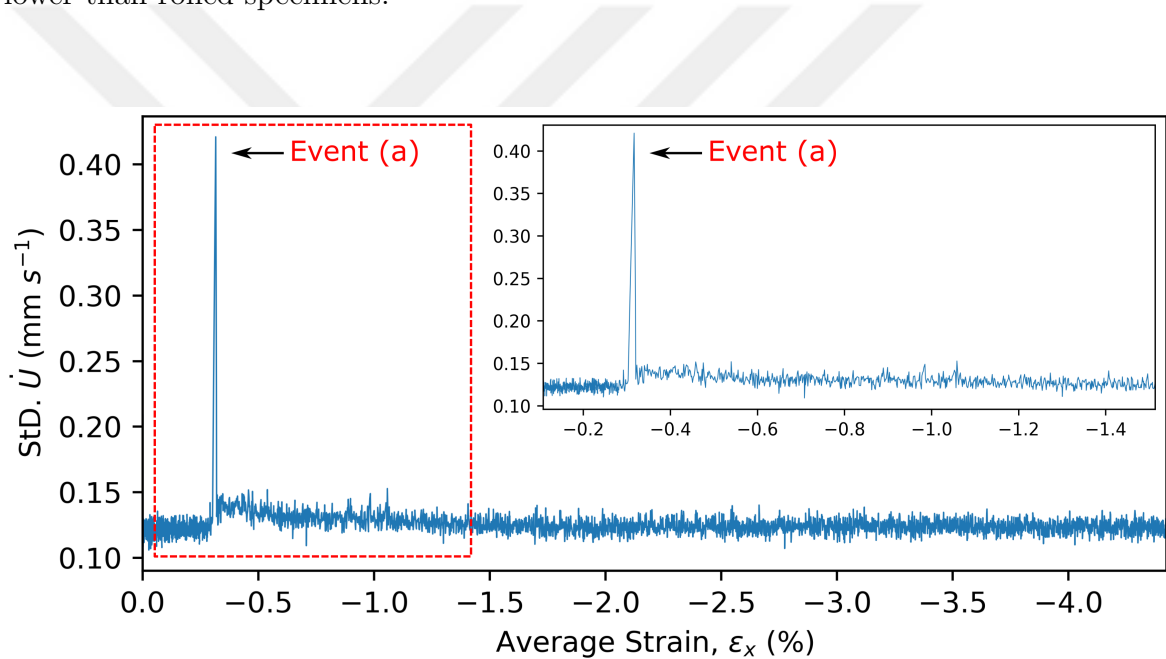 lower than rolled specimens.
Event (a)
Event (a)
0.40
0.35
0.30
0.25
0.20
0.15
0.10
StD. U̇ (mm s⁻¹)
0.40
0.35
0.30
0.25
0.20
0.15
0.10
−0.2 −0.4 −0.6 −0.8 −1.0 −1.2 −1.4
0.0 −0.5 −1.0 −1.5 −2.0 −2.5 −3.0 −3.5 −4.0
Average Strain, εₓ (%)